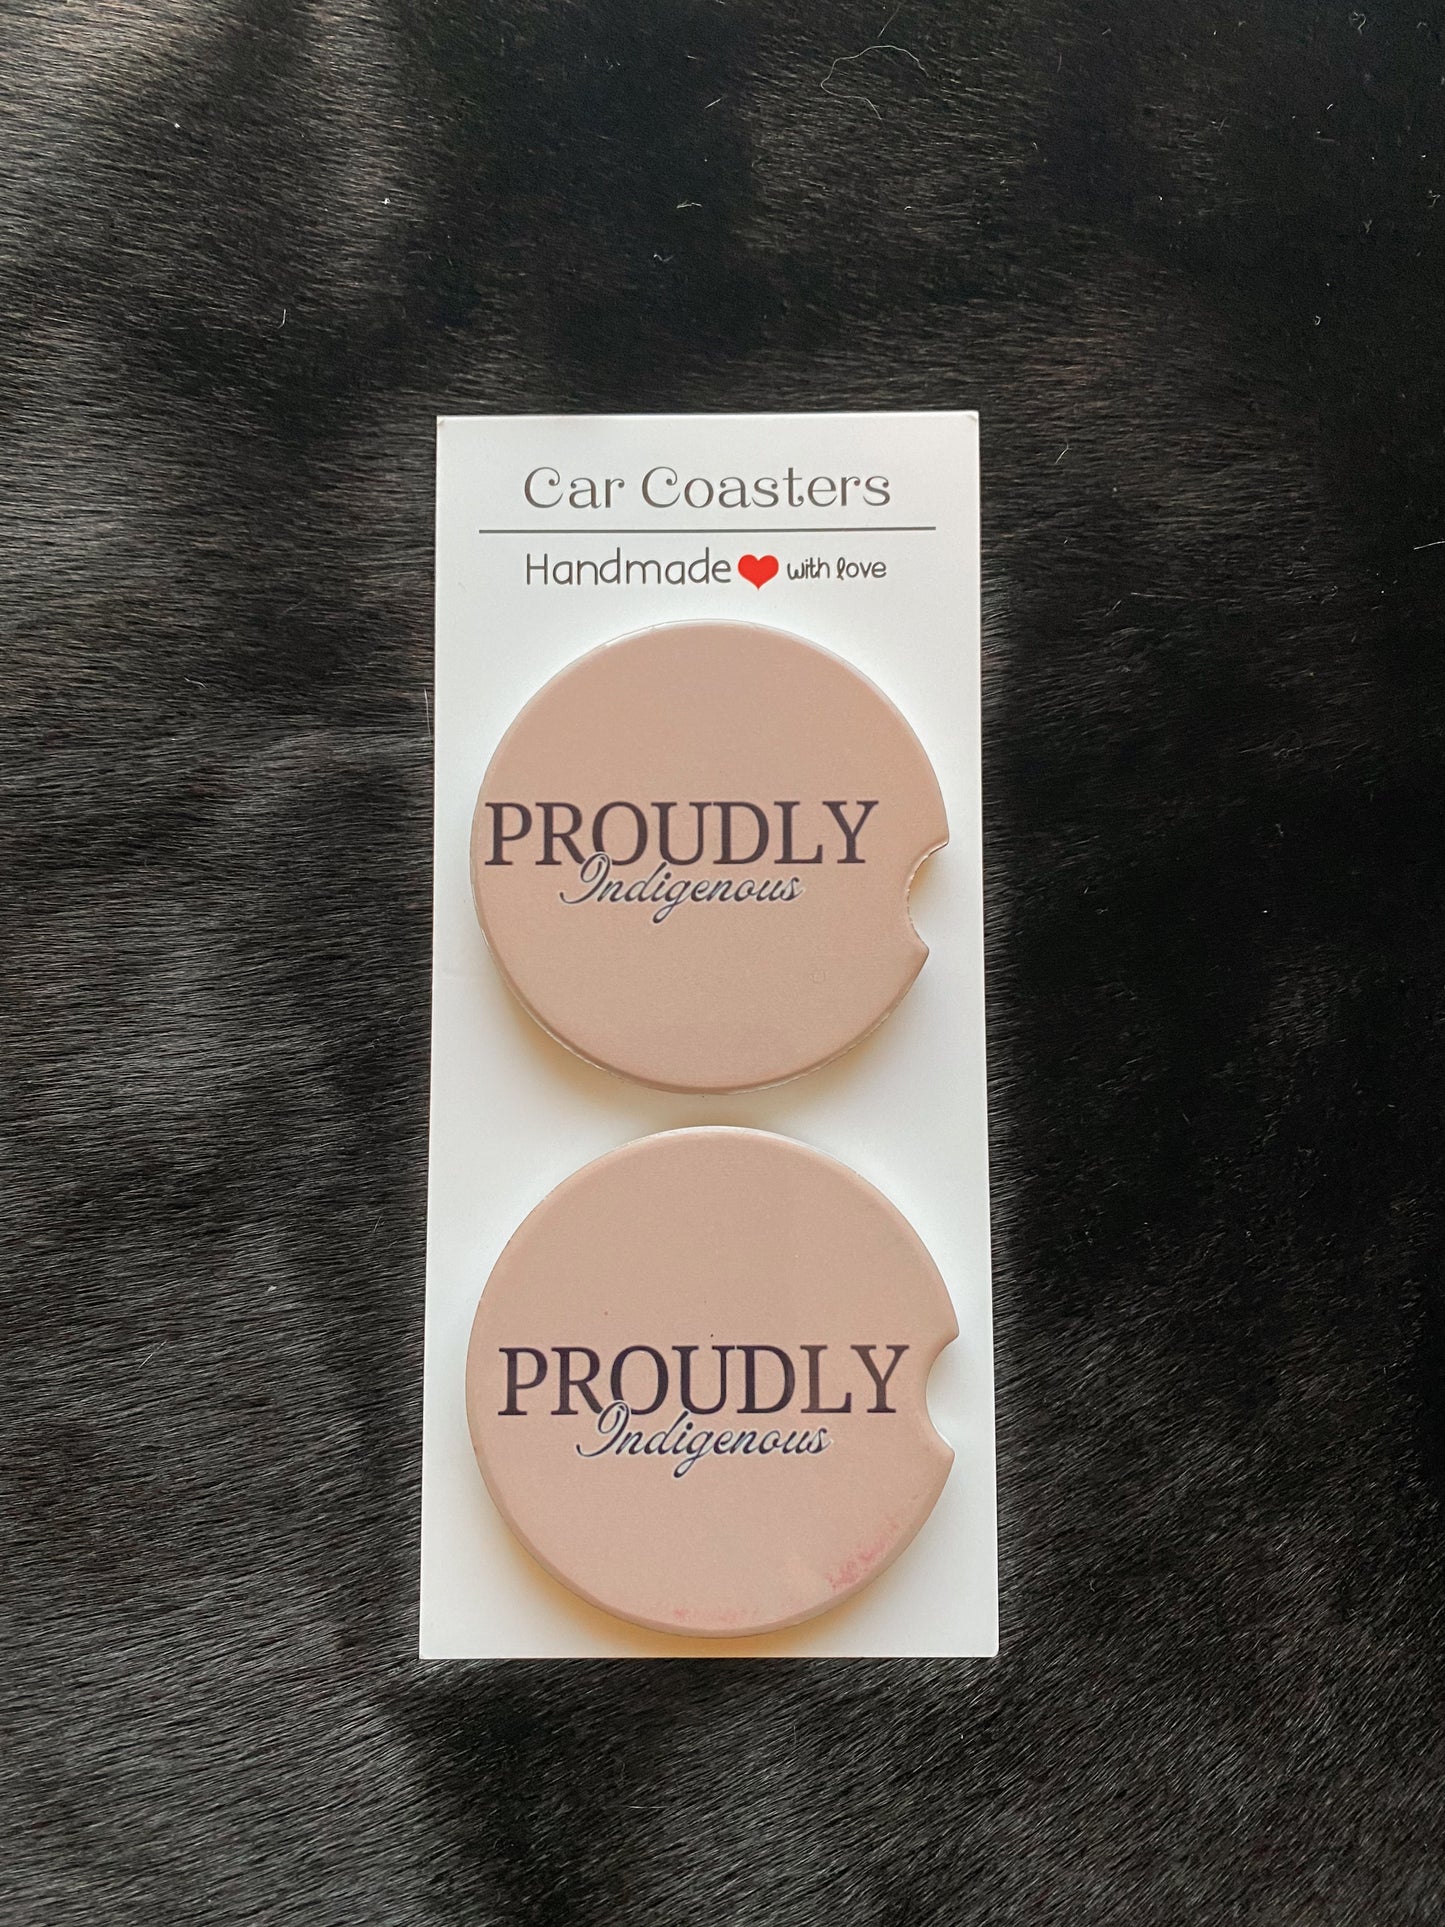 Car Coasters
Handmade with love
PROUDLY
Indigenous
PROUDLY
Indigenous